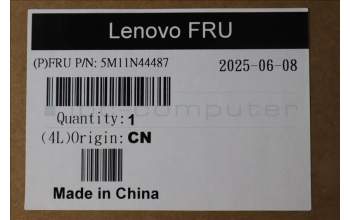 Lenovo FRU
(P)FRU P/N: 5M11N44487 2025-06-08
Quantity: 1
(4L)Origin: CN
Made in China